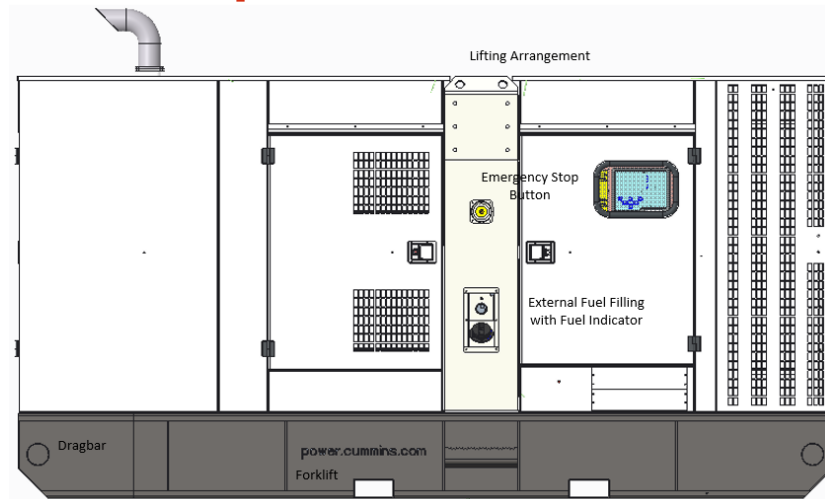 Lifting Arrangement
Emergency Stop
Button
External Fuel Filling
with Fuel Indicator
Dragbar
power.cummins.com
Forklift